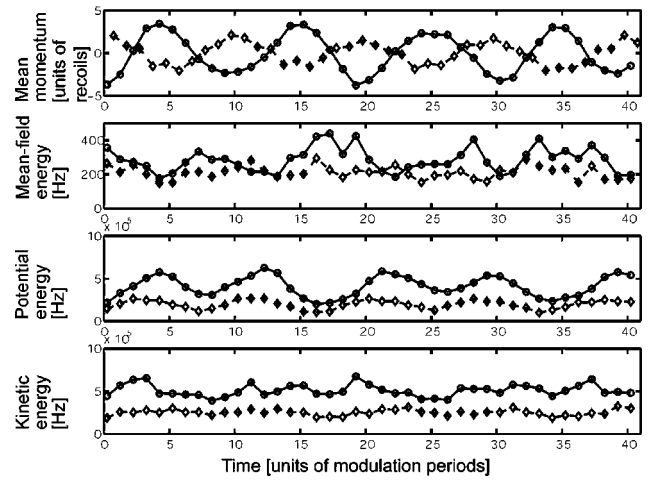 Mean
momentum
[units of
recoils]
5
0
-5
0 5 10 15 20 25 30 35 40
Mean-field
energy
[Hz]
400
200
0
0 5 10 15 20 25 30 35 40
x 10⁵
Potential
energy
[Hz]
10
5
0
0 5 10 15 20 25 30 35 40
x 10⁵
Kinetic
energy
[Hz]
10
5
0
0 5 10 15 20 25 30 35 40
Time [units of modulation periods]